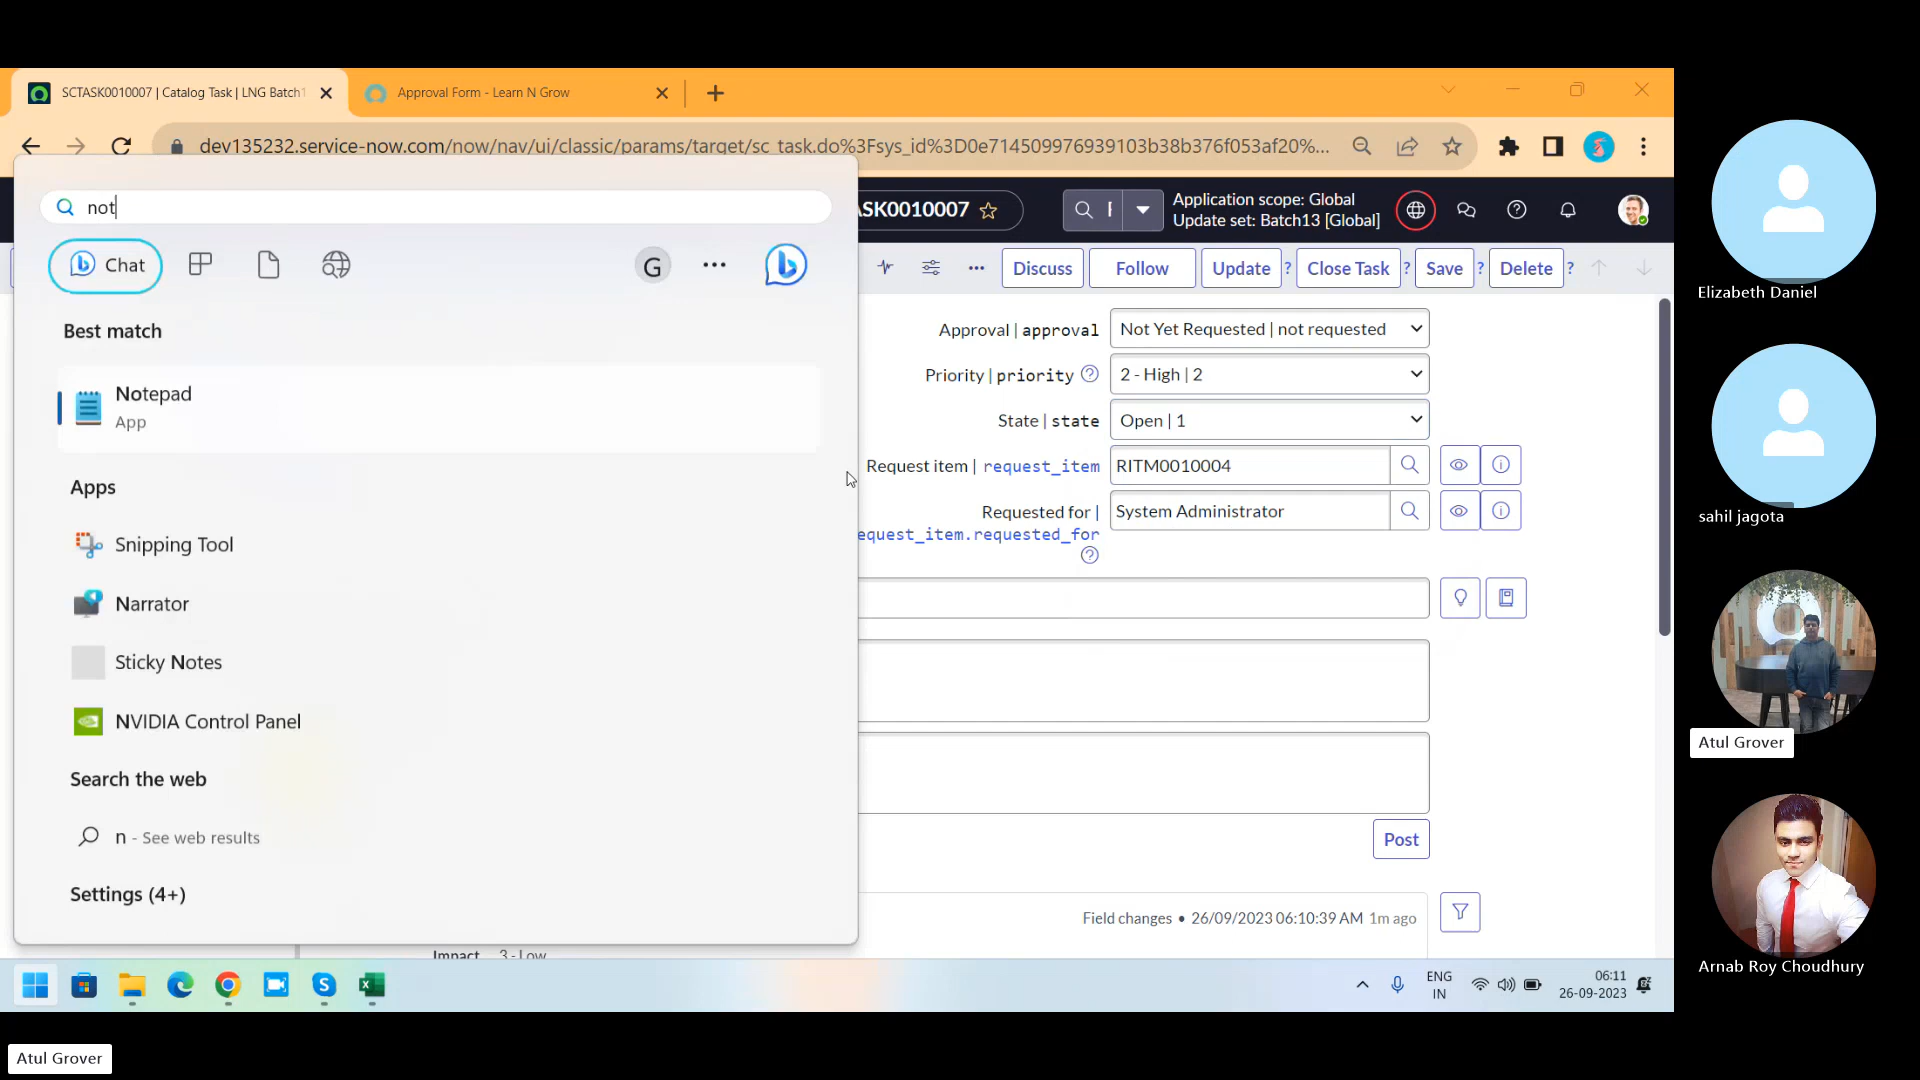 SCTASK0010007 | Catalog Task | LNG Batch1
Approval Form - Learn N Grow
dev135232.service-now.com/now/nav/ui/classic/params/target/sc_task.do%3Fsys_id%3D0e714509976939103b38b376f053af20%...
not
ASK0010007
Application scope: Global
Update set: Batch13 [Global]
Chat
G
Discuss
Follow
Update
?
Close Task
?
Save
?
Delete
?
Best match
Notepad
App
Apps
Snipping Tool
Narrator
Sticky Notes
NVIDIA Control Panel
Search the web
n - See web results
Settings (4+)
Approval | approval
Not Yet Requested | not requested
Priority | priority
2 - High | 2
State | state
Open | 1
Request item | request_item
RITM0010004
Requested for |
equest_item.requested_for
System Administrator
Post
Field changes • 26/09/2023 06:10:39 AM 1m ago
Impact 3 - Low
ENG
IN
06:11
26-09-2023
Elizabeth Daniel
sahil jagota
Atul Grover
Arnab Roy Choudhury
Atul Grover